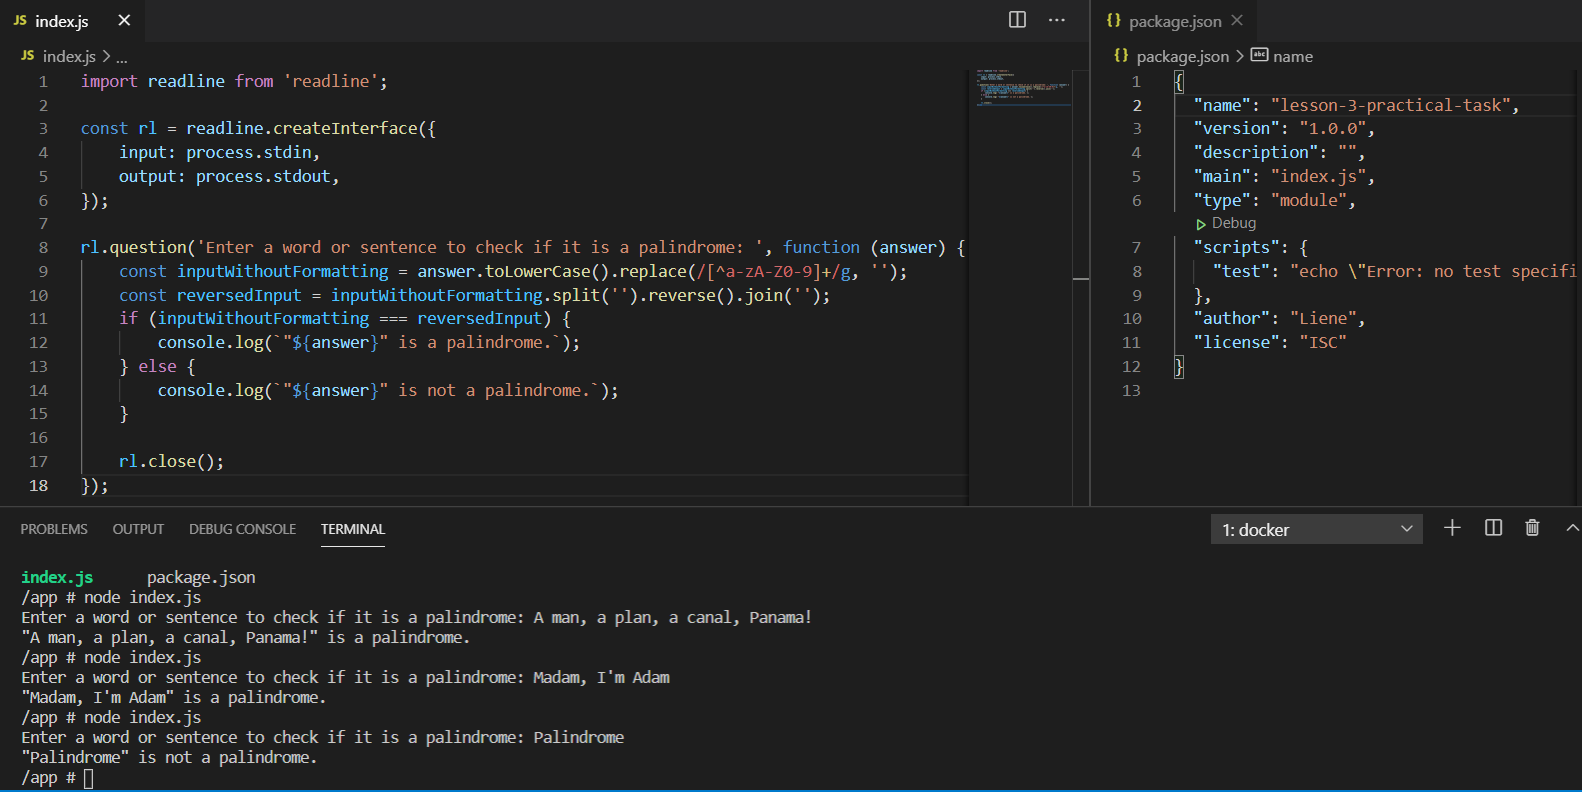 JS index.js
JS index.js > ...
1 import readline from 'readline';
2
3 const rl = readline.createInterface({
4     input: process.stdin,
5     output: process.stdout,
6 });
7
8 rl.question('Enter a word or sentence to check if it is a palindrome: ', function (answer) {
9     const inputWithoutFormatting = answer.toLowerCase().replace(/[^a-zA-Z0-9]+/g, '');
10     const reversedInput = inputWithoutFormatting.split('').reverse().join('');
11     if (inputWithoutFormatting === reversedInput) {
12         console.log(`"${answer}" is a palindrome.`);
13     } else {
14         console.log(`"${answer}" is not a palindrome.`);
15     }
16
17     rl.close();
18 });
{} package.json
{} package.json > abc name
1 {
2   "name": "lesson-3-practical-task",
3   "version": "1.0.0",
4   "description": "",
5   "main": "index.js",
6   "type": "module",
Debug
7   "scripts": {
8     "test": "echo \"Error: no test specifi
9   },
10   "author": "Liene",
11   "license": "ISC"
12 }
13
PROBLEMS OUTPUT DEBUG CONSOLE TERMINAL
1: docker
index.js package.json
/app # node index.js
Enter a word or sentence to check if it is a palindrome: A man, a plan, a canal, Panama!
"A man, a plan, a canal, Panama!" is a palindrome.
/app # node index.js
Enter a word or sentence to check if it is a palindrome: Madam, I'm Adam
"Madam, I'm Adam" is a palindrome.
/app # node index.js
Enter a word or sentence to check if it is a palindrome: Palindrome
"Palindrome" is not a palindrome.
/app #